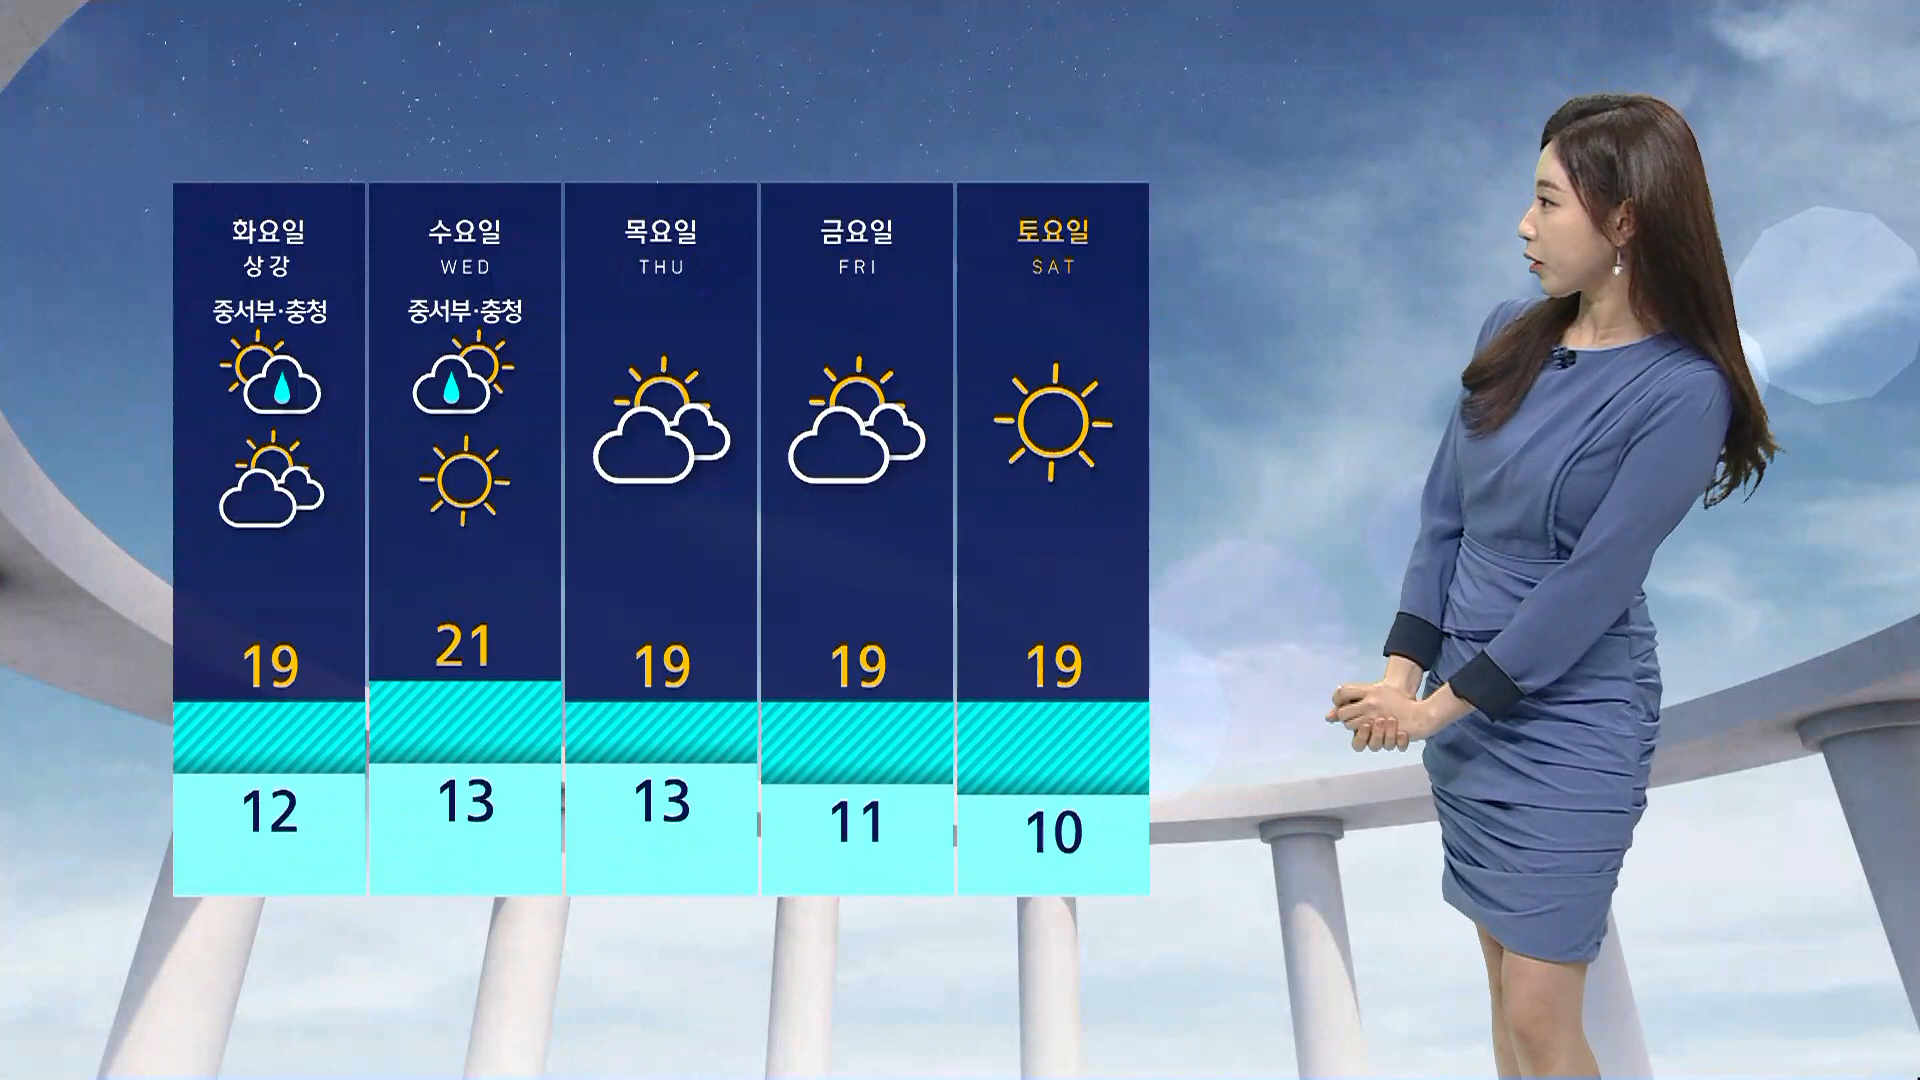 화요일
상강
중서부·충청
19
12
수요일
WED
중서부·충청
21
13
목요일
THU
19
13
금요일
FRI
19
11
토요일
SAT
19
10